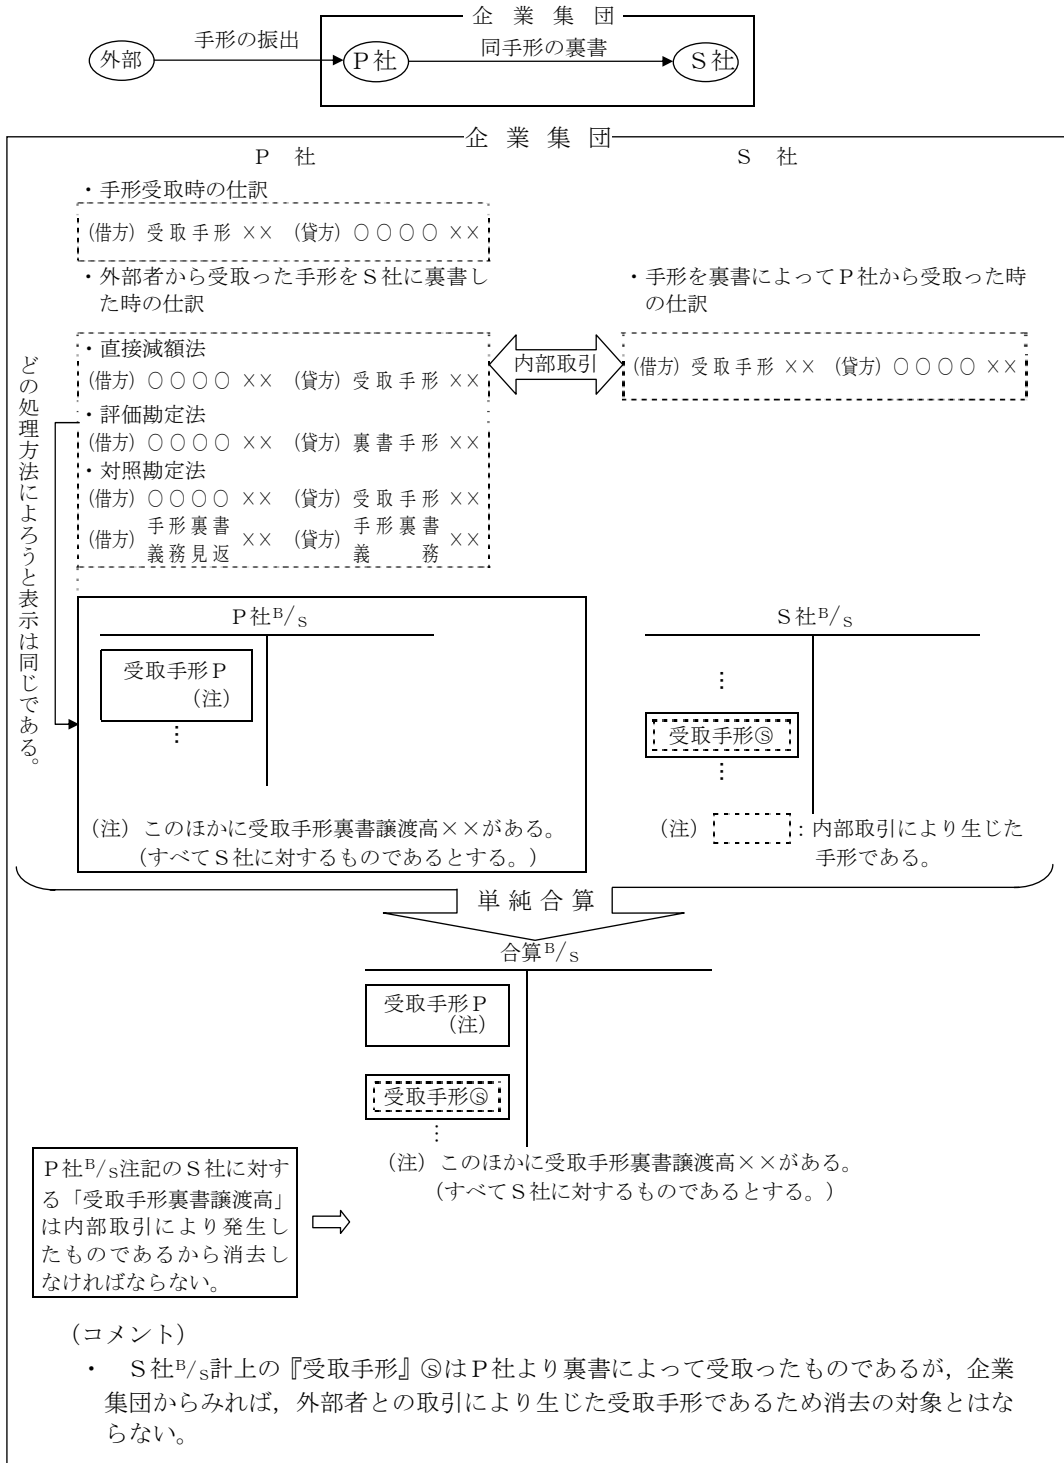 企業集団
手形の振出
同手形の裏書
外部
P社
S社
企業集団
P 社
S 社
・手形受取時の仕訳
(借方) 受取手形 ×× (貸方) 〇〇〇〇 ××
・外部者から受取った手形をS社に裏書し
た時の仕訳
・手形を裏書によってP社から受取った時
の仕訳
・直接減額法
(借方) 〇〇〇〇 ×× (貸方) 受取手形 ××
・評価勘定法
(借方) 〇〇〇〇 ×× (貸方) 裏書手形 ××
・対照勘定法
(借方) 〇〇〇〇 ×× (貸方) 受取手形 ××
(借方) 手形裏書義務見返 ×× (貸方) 手形裏書義務 ××
内部取引
(借方) 受取手形 ×× (貸方) 〇〇〇〇 ××
どの処理方法によろうと表示は同じである。
P社B/S
受取手形P
(注)
⋮
(注) このほかに受取手形裏書譲渡高××がある。
(すべてS社に対するものであるとする。)
S社B/S
⋮
受取手形Ⓢ
⋮
(注) : 内部取引により生じた
手形である。
単純合算
合算B/S
受取手形P
(注)
受取手形Ⓢ
⋮
(注) このほかに受取手形裏書譲渡高××がある。
(すべてS社に対するものであるとする。)
P社B/S注記のS社に対す
る「受取手形裏書譲渡高」
は内部取引により発生し
たものであるから消去し
なければならない。
(コメント)
・ S社B/S計上の『受取手形』ⓈはP社より裏書によって受取ったものであるが，企業
集団からみれば，外部者との取引により生じた受取手形であるため消去の対象とはな
らない。